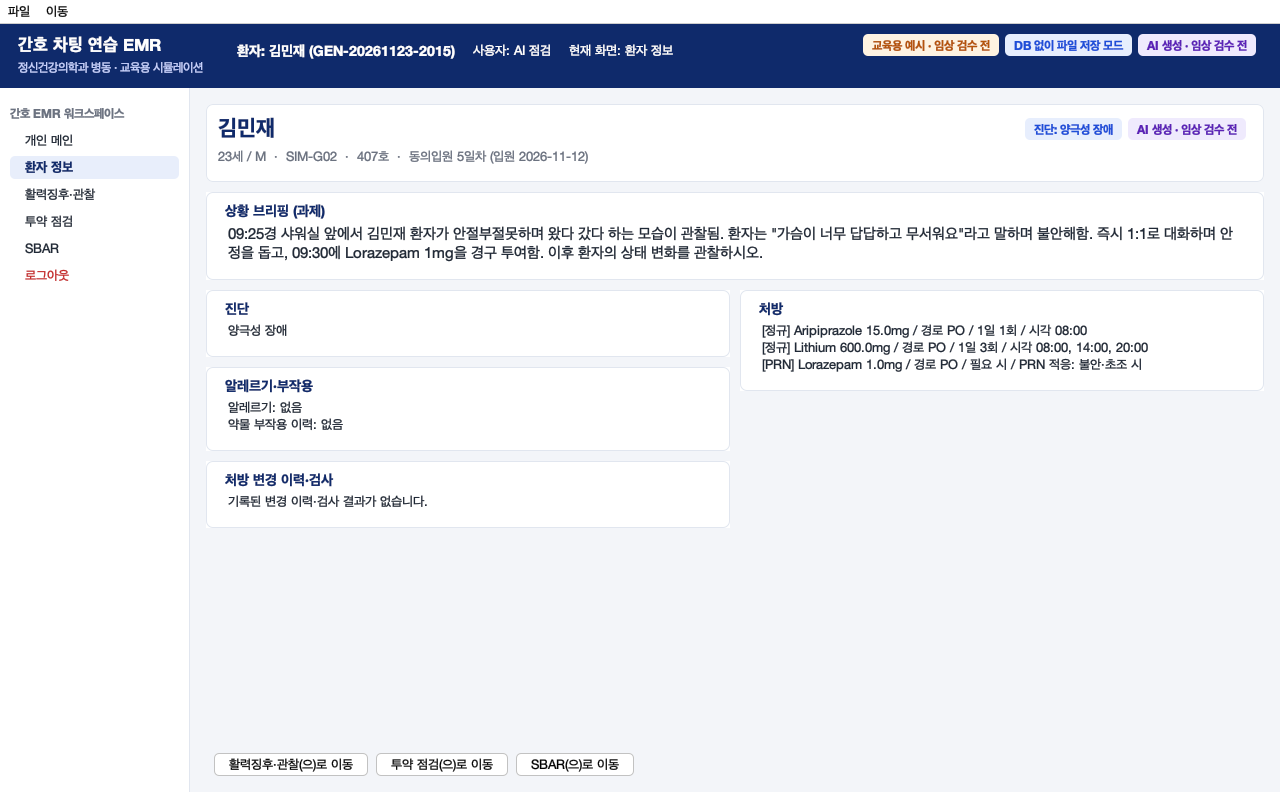 파일 이동
간호 차팅 연습 EMR
정신건강의학과 병동 · 교육용 시뮬레이션
환자: 김민재 (GEN-20261123-2015) 사용자: AI 점검 현재 화면: 환자 정보
교육용 예시 · 임상 검수 전 DB 없이 파일 저장 모드 AI 생성 · 임상 검수 전
간호 EMR 워크스페이스
개인 메인
환자 정보
활력징후·관찰
투약 점검
SBAR
로그아웃
김민재
진단: 양극성 장애 AI 생성 · 임상 검수 전
23세 / M · SIM-G02 · 407호 · 동의입원 5일차 (입원 2026-11-12)
상황 브리핑 (과제)
09:25경 샤워실 앞에서 김민재 환자가 안절부절못하며 왔다 갔다 하는 모습이 관찰됨. 환자는 "가슴이 너무 답답하고 무서워요"라고 말하며 불안해함. 즉시 1:1로 대화하며 안
정을 돕고, 09:30에 Lorazepam 1mg을 경구 투여함. 이후 환자의 상태 변화를 관찰하시오.
진단
양극성 장애
알레르기·부작용
알레르기: 없음
약물 부작용 이력: 없음
처방 변경 이력·검사
기록된 변경 이력·검사 결과가 없습니다.
처방
[정규] Aripiprazole 15.0mg / 경로 PO / 1일 1회 / 시각 08:00
[정규] Lithium 600.0mg / 경로 PO / 1일 3회 / 시각 08:00, 14:00, 20:00
[PRN] Lorazepam 1.0mg / 경로 PO / 필요 시 / PRN 적응: 불안·초조 시
활력징후·관찰(으)로 이동 투약 점검(으)로 이동 SBAR(으)로 이동